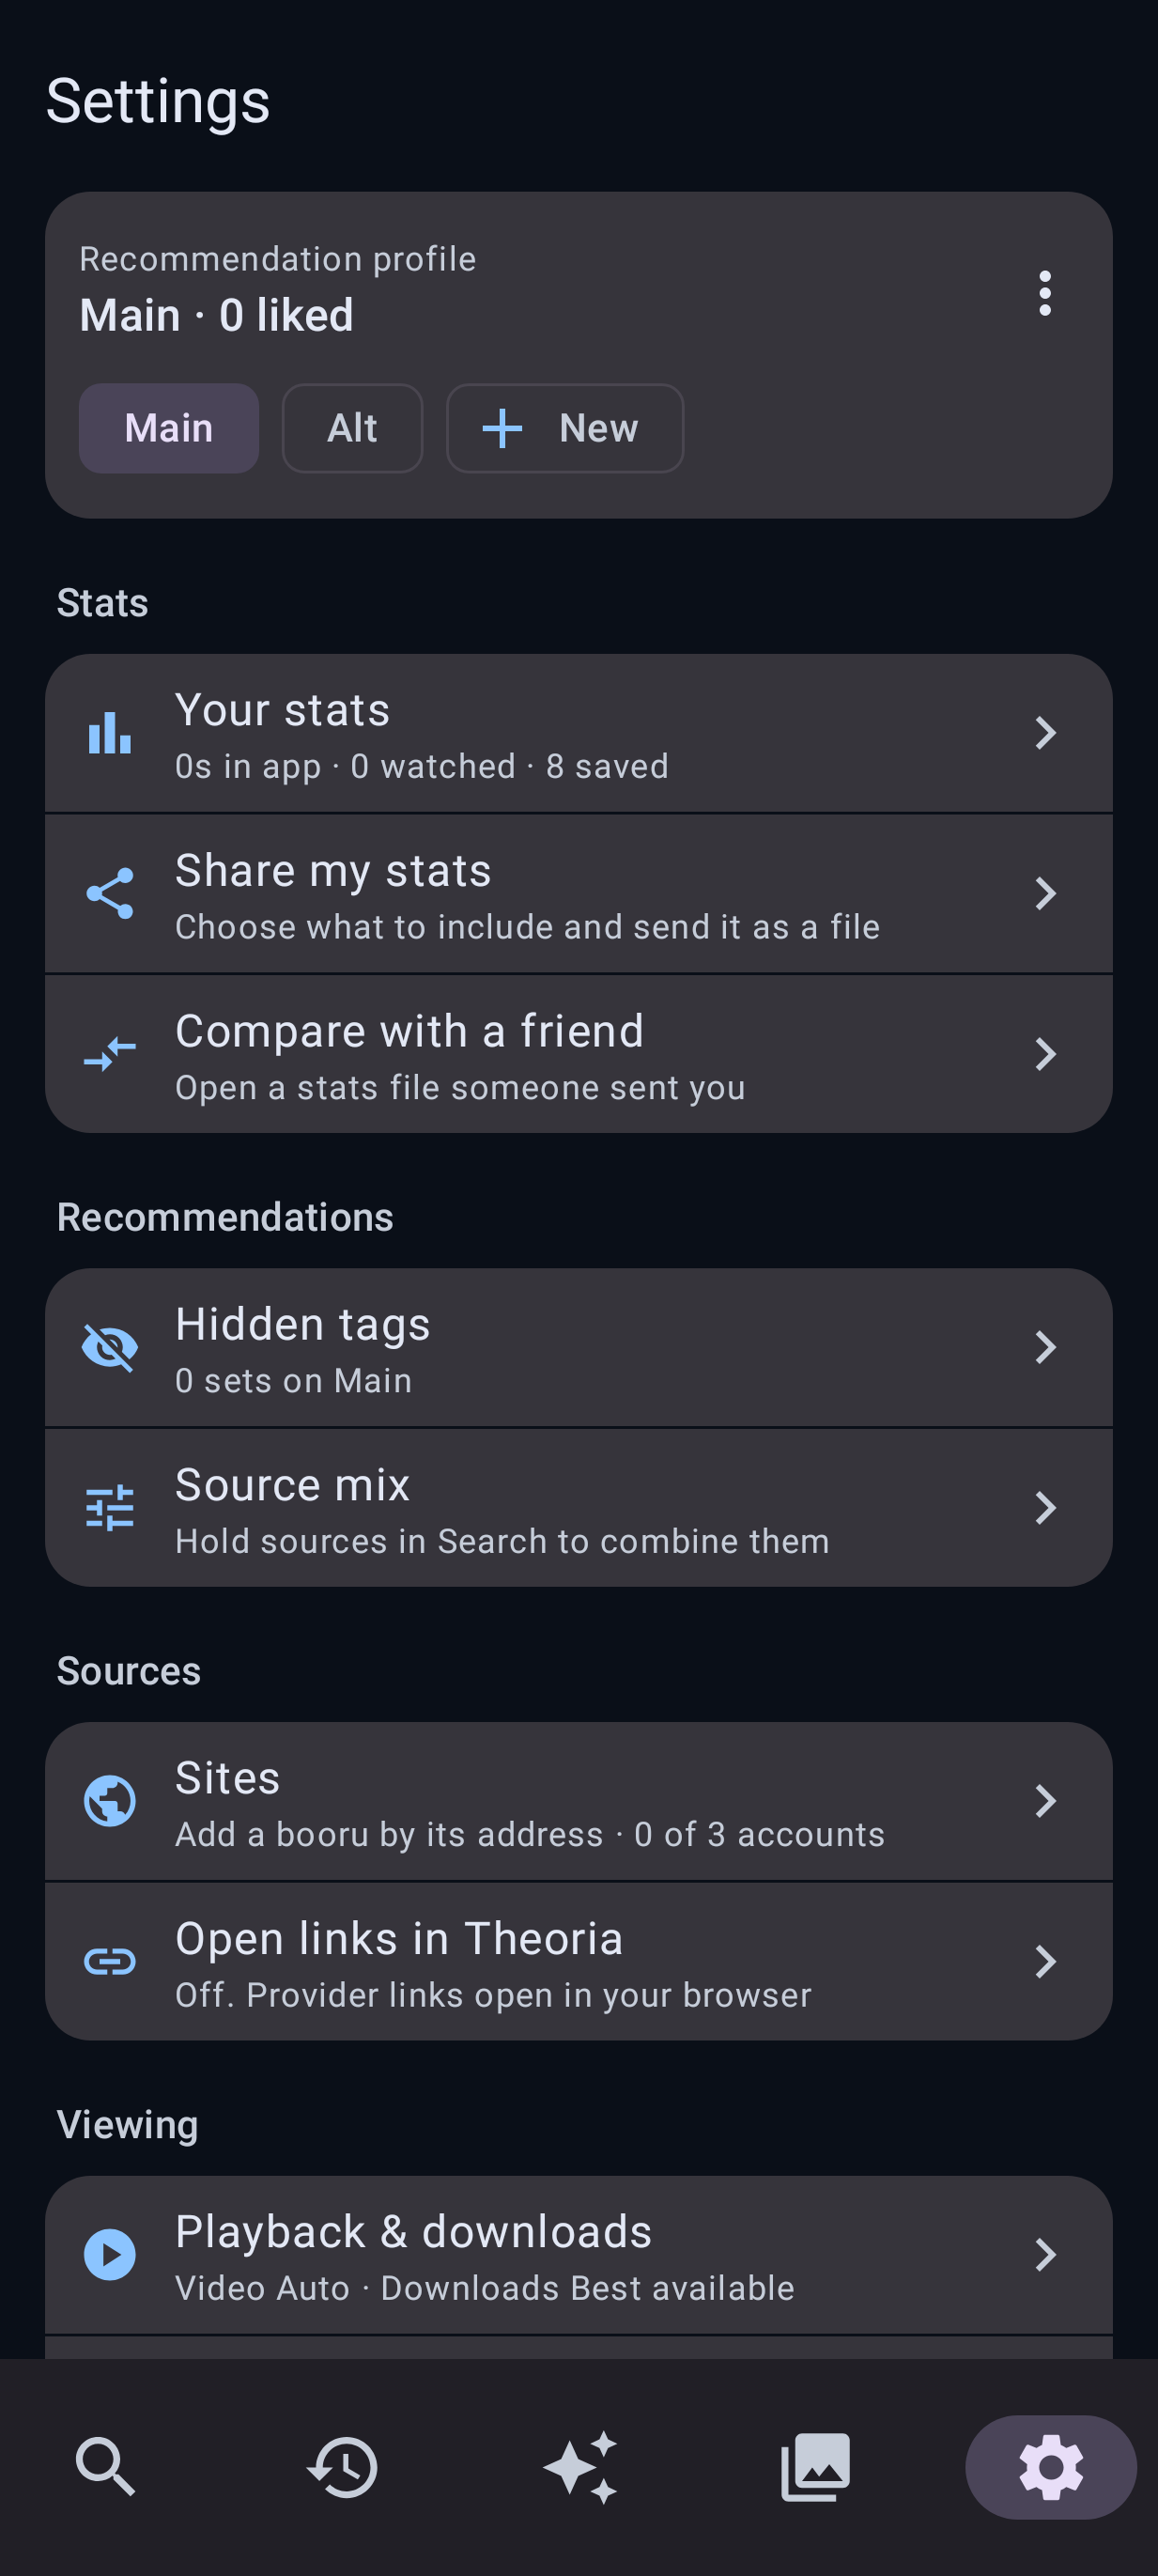 Settings
Recommendation profile
Main · 0 liked
Main
Alt
New
Stats
Your stats
0s in app · 0 watched · 8 saved
Share my stats
Choose what to include and send it as a file
Compare with a friend
Open a stats file someone sent you
Recommendations
Hidden tags
0 sets on Main
Source mix
Hold sources in Search to combine them
Sources
Sites
Add a booru by its address · 0 of 3 accounts
Open links in Theoria
Off. Provider links open in your browser
Viewing
Playback & downloads
Video Auto · Downloads Best available